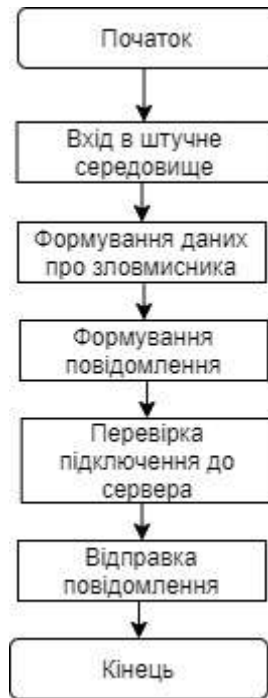 Початок
Вхід в штучне
середовище
Формування даних
про зловмисника
Формування
повідомлення
Перевірка
підключення до
сервера
Відправка
повідомлення
Кінець